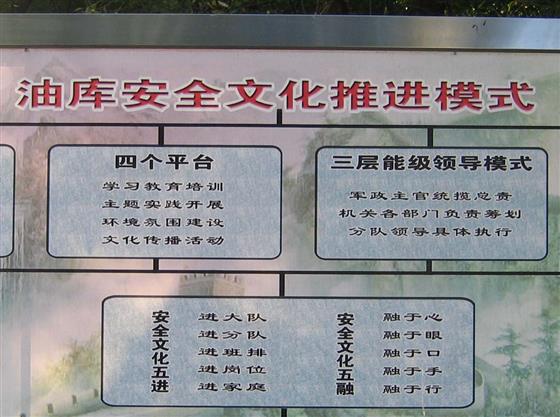 油库安全文化推进模式
四个平台
学习教育培训
主题实践开展
环境氛围建设
文化传播活动
三层能级领导模式
军政主官统揽总责
机关各部门负责筹划
分队领导具体执行
安全文化五进
进大队
进分队
进班排
进岗位
进家庭
安全文化五融
融于心
融于眼
融于口
融于手
融于行